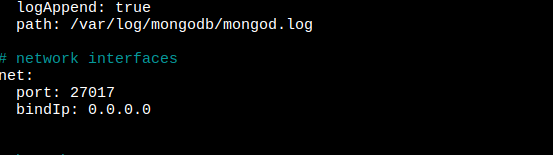 logAppend: true
path: /var/log/mongodb/mongod.log
# network interfaces
net:
port: 27017
bindIp: 0.0.0.0